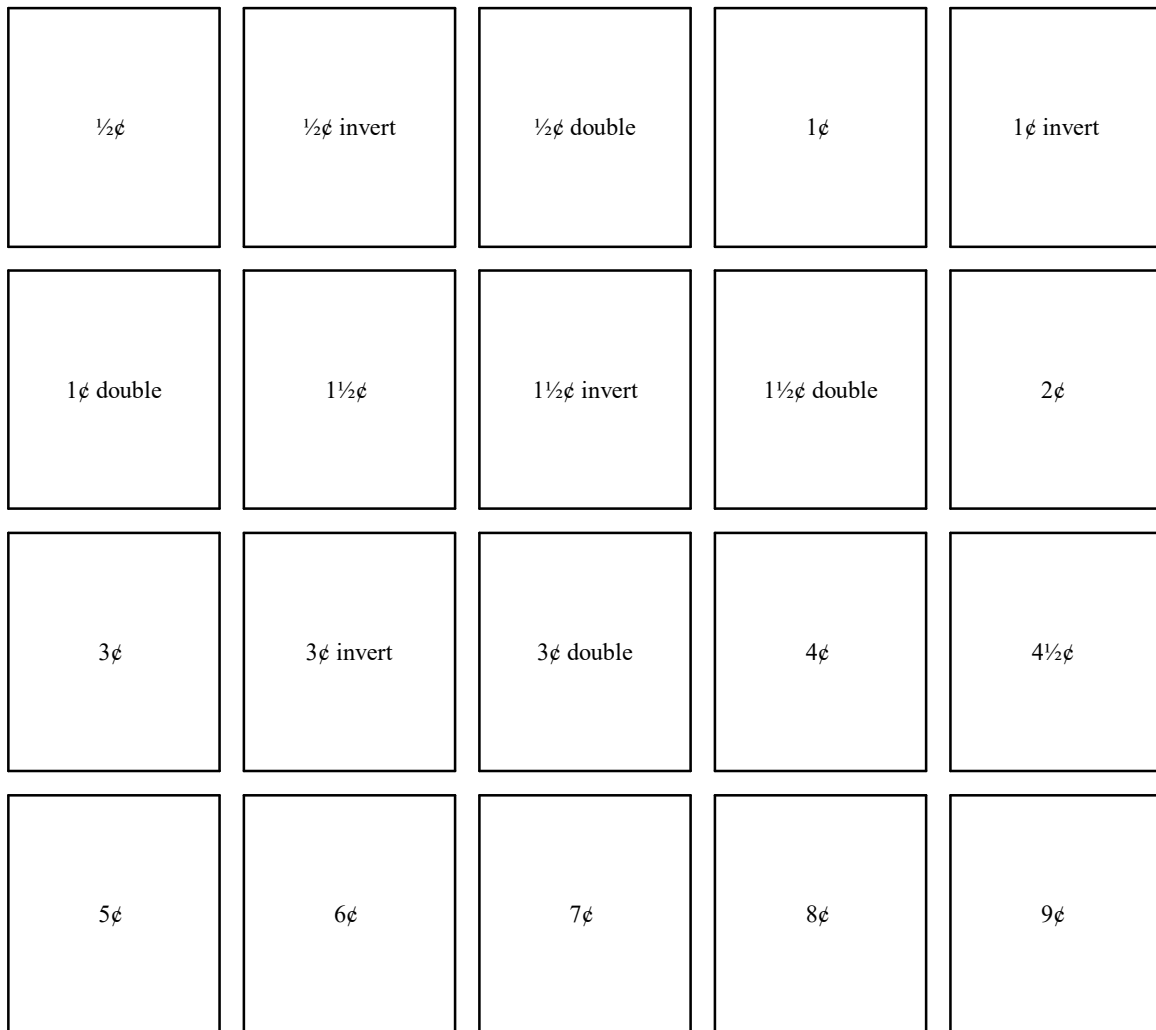 ½¢
½¢ invert
½¢ double
1¢
1¢ invert
1¢ double
1½¢
1½¢ invert
1½¢ double
2¢
3¢
3¢ invert
3¢ double
4¢
4½¢
5¢
6¢
7¢
8¢
9¢